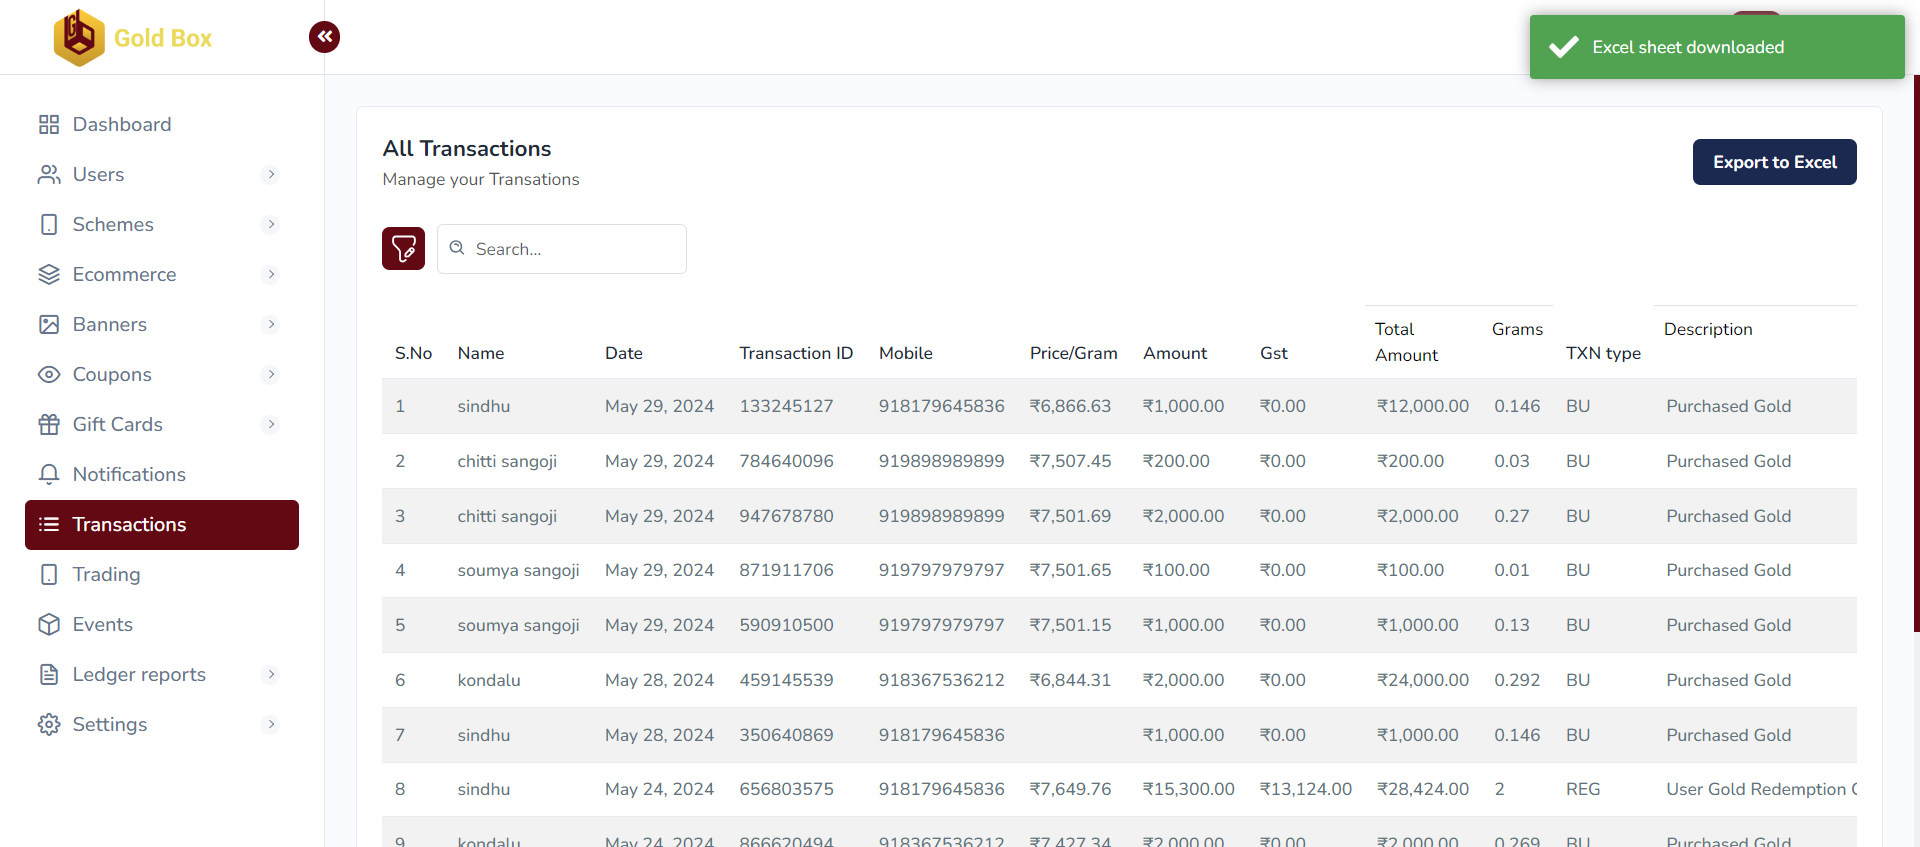 Gold Box
Excel sheet downloaded
Dashboard
Users
Schemes
Ecommerce
Banners
Coupons
Gift Cards
Notifications
Transactions
Trading
Events
Ledger reports
Settings
All Transactions
Manage your Transations
Export to Excel
Search...
S.No Name Date Transaction ID Mobile Price/Gram Amount Gst Total Amount Grams TXN type Description
1 sindhu May 29, 2024 133245127 918179645836 ₹6,866.63 ₹1,000.00 ₹0.00 ₹12,000.00 0.146 BU Purchased Gold
2 chitti sangoji May 29, 2024 784640096 919898989899 ₹7,507.45 ₹200.00 ₹0.00 ₹200.00 0.03 BU Purchased Gold
3 chitti sangoji May 29, 2024 947678780 919898989899 ₹7,501.69 ₹2,000.00 ₹0.00 ₹2,000.00 0.27 BU Purchased Gold
4 soumya sangoji May 29, 2024 871911706 919797979797 ₹7,501.65 ₹100.00 ₹0.00 ₹100.00 0.01 BU Purchased Gold
5 soumya sangoji May 29, 2024 590910500 919797979797 ₹7,501.15 ₹1,000.00 ₹0.00 ₹1,000.00 0.13 BU Purchased Gold
6 kondalu May 28, 2024 459145539 918367536212 ₹6,844.31 ₹2,000.00 ₹0.00 ₹24,000.00 0.292 BU Purchased Gold
7 sindhu May 28, 2024 350640869 918179645836 ₹1,000.00 ₹0.00 ₹1,000.00 0.146 BU Purchased Gold
8 sindhu May 24, 2024 656803575 918179645836 ₹7,649.76 ₹15,300.00 ₹13,124.00 ₹28,424.00 2 REG User Gold Redemption
9 kondalu May 24, 2024 866620494 918367536212 ₹7,427.34 ₹2,000.00 ₹0.00 ₹2,000.00 0.269 BU Purchased Gold